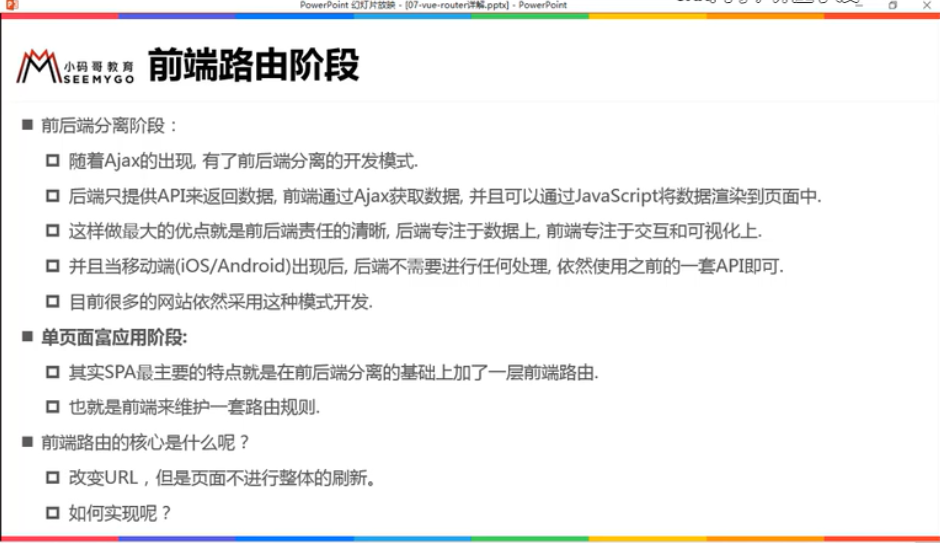 PowerPoint 幻灯片放映 - [07-vue-router详解.pptx] - PowerPoint
小码哥教育
SEEMYGO
前端路由阶段
■ 前后端分离阶段：
随着Ajax的出现, 有了前后端分离的开发模式.
后端只提供API来返回数据, 前端通过Ajax获取数据, 并且可以通过JavaScript将数据渲染到页面中.
这样做最大的优点就是前后端责任的清晰, 后端专注于数据上, 前端专注于交互和可视化上.
并且当移动端(iOS/Android)出现后, 后端不需要进行任何处理, 依然使用之前的一套API即可.
目前很多的网站依然采用这种模式开发.
■ 单页面富应用阶段:
其实SPA最主要的特点就是在前后端分离的基础上加了一层前端路由.
也就是前端来维护一套路由规则.
■ 前端路由的核心是什么呢？
改变URL，但是页面不进行整体的刷新。
如何实现呢？